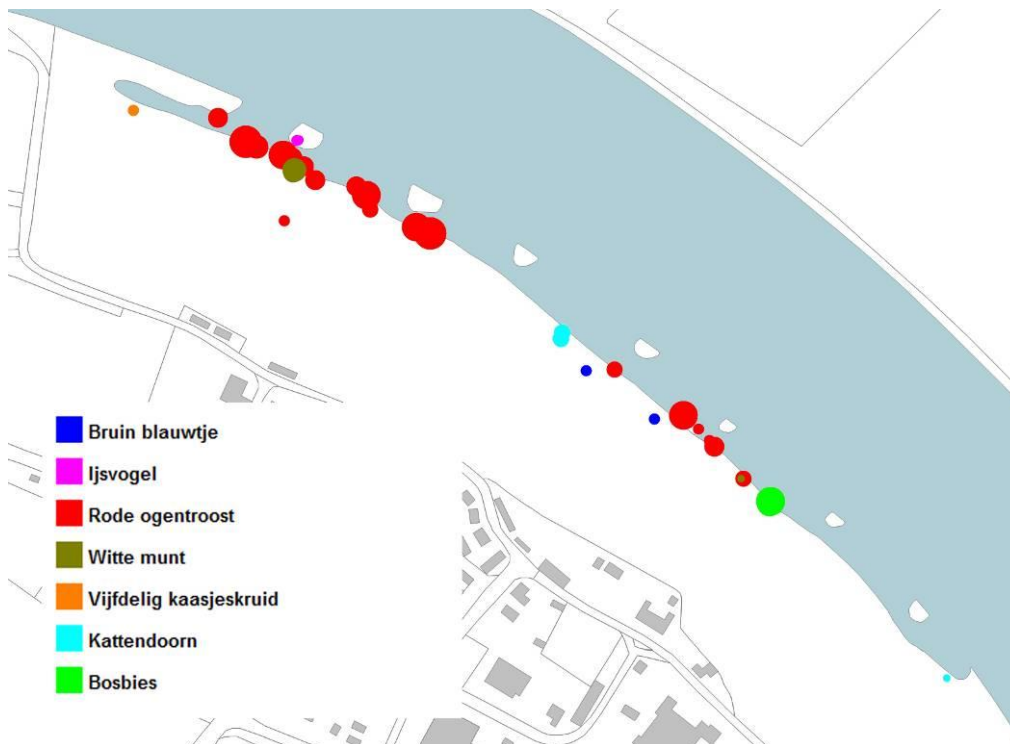 Bruin blauwtje
Ijsvogel
Rode ogentroost
Witte munt
Vijfdelig kaasjeskruid
Kattendoorn
Bosbies